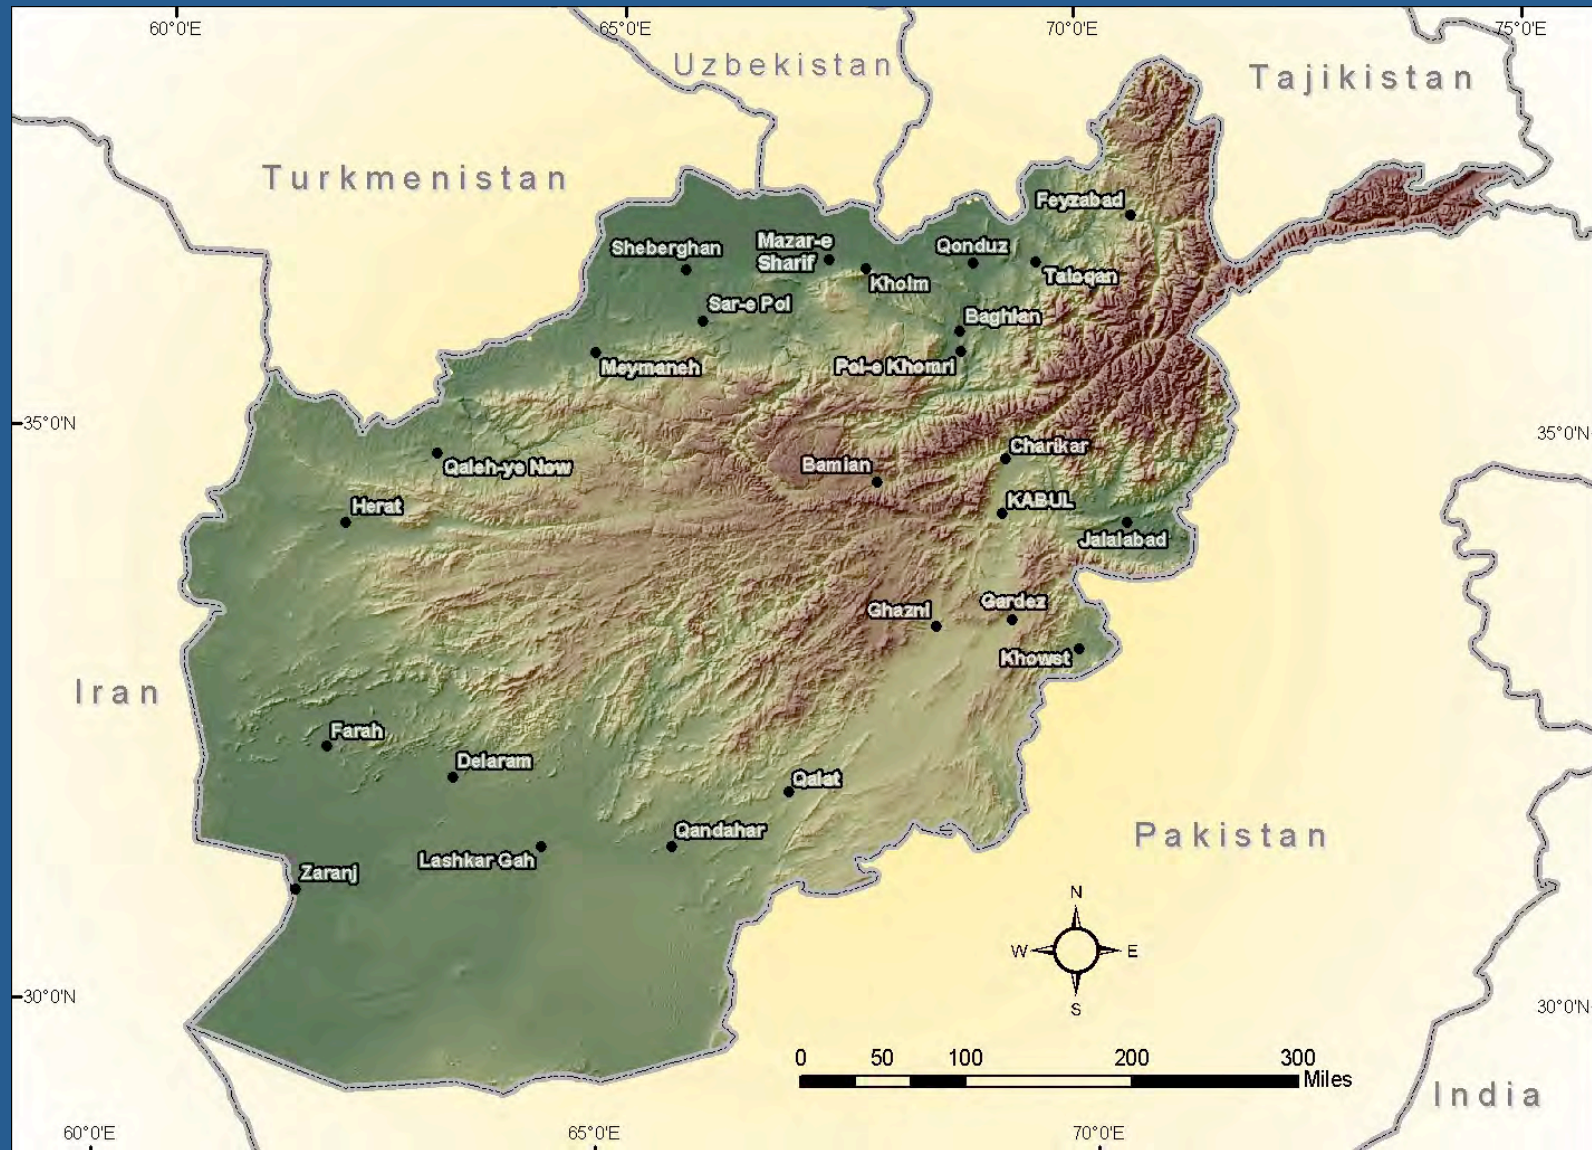 60°0'E
65°0'E
70°0'E
75°0'E
Uzbekistan
Tajikistan
Turkmenistan
Feyzabad
Sheberghan
Mazar-e
Sharif
Qonduz
Kholm
Taloqan
Sar-e Pol
Baghlan
Meymaneh
Pol-e Khomri
35°0'N
35°0'N
Charikar
Qaleh-ye Now
Bamian
Herat
KABUL
Jalalabad
Ghazni
Gardez
Khowst
Iran
Farah
Delaram
Qalat
Qandahar
Pakistan
Lashkar Gah
Zaranj
N
W
E
S
30°0'N
30°0'N
0
50
100
200
300
Miles
India
60°0'E
65°0'E
70°0'E